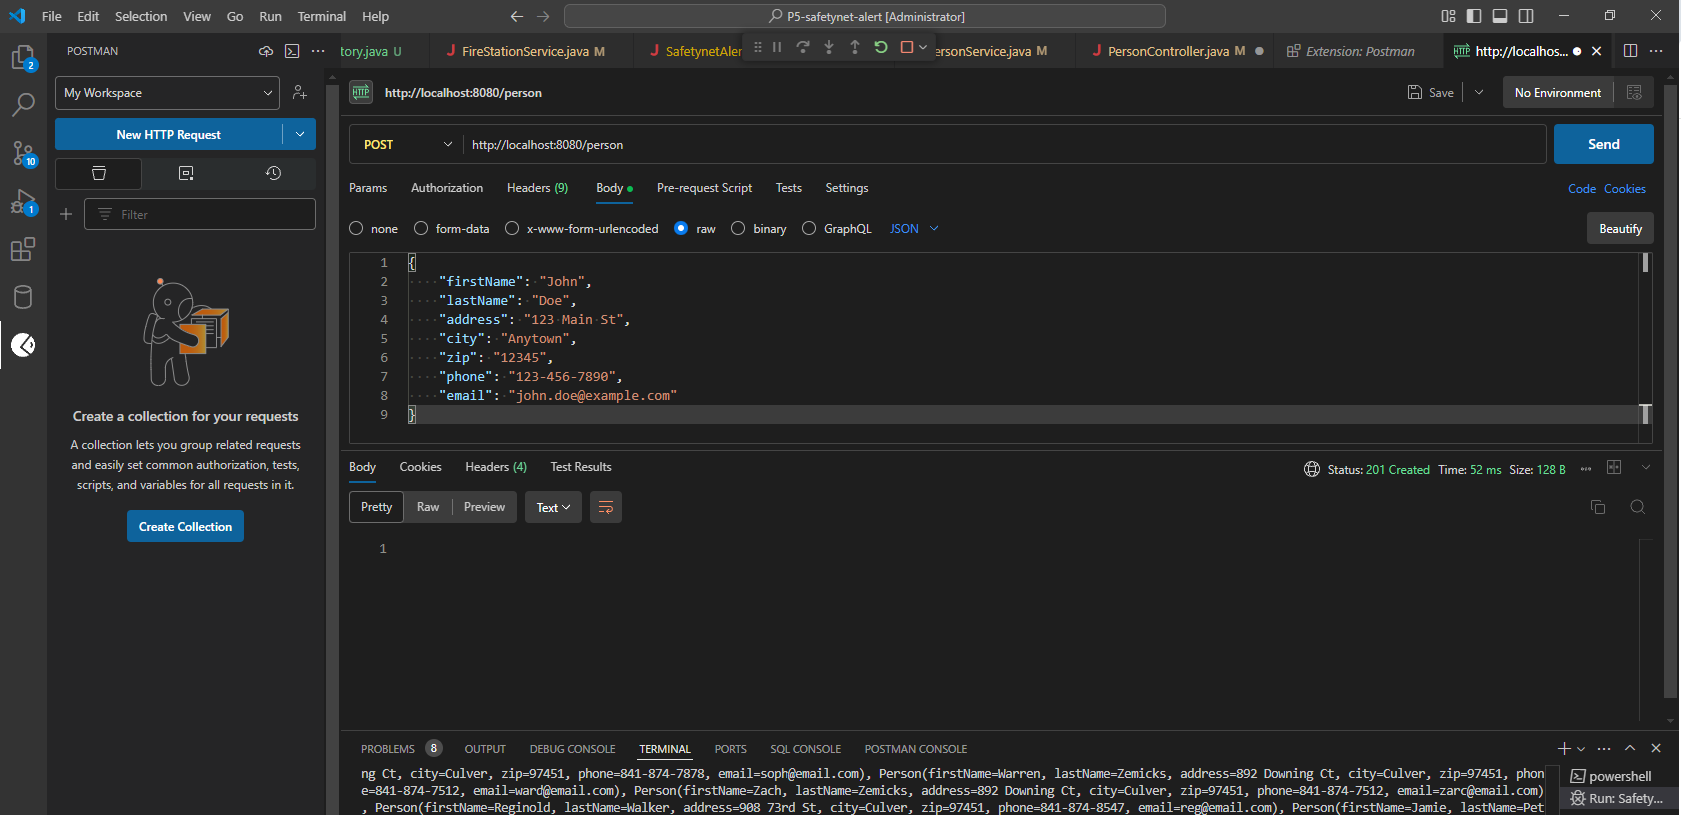 File Edit Selection View Go Run Terminal Help
P5-safetynet-alert [Administrator]
POSTMAN
tory.java U
FireStationService.java M
SafetynetAler
ersonService.java M
PersonController.java M
Extension: Postman
http://localhos...
2
My Workspace
HTTP http://localhost:8080/person
Save
No Environment
New HTTP Request
POST http://localhost:8080/person
Send
10
Params Authorization Headers (9) Body Pre-request Script Tests Settings
Code Cookies
1
Filter
none form-data x-www-form-urlencoded raw binary GraphQL JSON
Beautify
1 {
2 ····"firstName":·"John",
3 ····"lastName":·"Doe",
4 ····"address":·"123·Main·St",
5 ····"city":·"Anytown",
6 ····"zip":·"12345",
7 ····"phone":·"123-456-7890",
8 ····"email":·"john.doe@example.com"
9 }
Create a collection for your requests
A collection lets you group related requests
and easily set common authorization, tests,
scripts, and variables for all requests in it.
Create Collection
Body Cookies Headers (4) Test Results
Status: 201 Created Time: 52 ms Size: 128 B
Pretty Raw Preview Text
1
PROBLEMS 8 OUTPUT DEBUG CONSOLE TERMINAL PORTS SQL CONSOLE POSTMAN CONSOLE
ng Ct, city=Culver, zip=97451, phone=841-874-7878, email=soph@email.com), Person(firstName=Warren, lastName=Zemicks, address=892 Downing Ct, city=Culver, zip=97451, phon
e=841-874-7512, email=ward@email.com), Person(firstName=Zach, lastName=Zemicks, address=892 Downing Ct, city=Culver, zip=97451, phone=841-874-7512, email=zarc@email.com)
, Person(firstName=Reginold, lastName=Walker, address=908 73rd St, city=Culver, zip=97451, phone=841-874-8547, email=reg@email.com), Person(firstName=Jamie, lastName=Pet
powershell
Run: Safety...